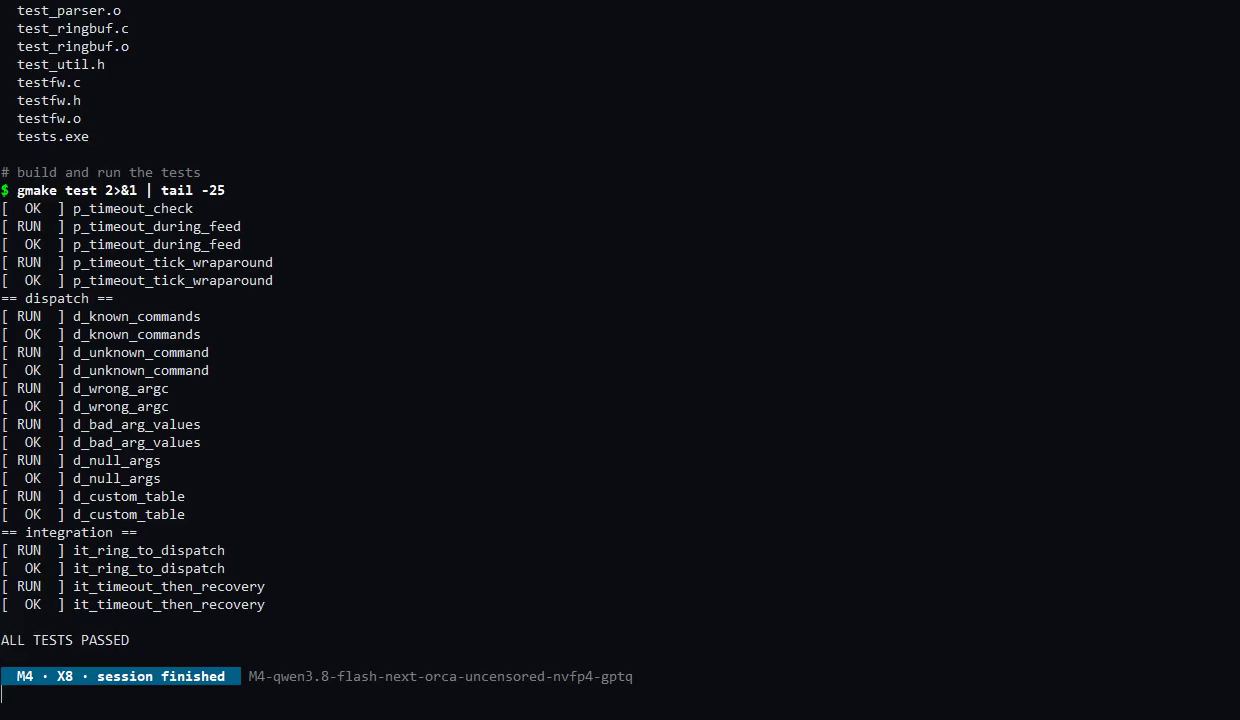 test_parser.o
test_ringbuf.c
test_ringbuf.o
test_util.h
testfw.c
testfw.h
testfw.o
tests.exe
# build and run the tests
$ gmake test 2>&1 | tail -25
[  OK  ] p_timeout_check
[ RUN  ] p_timeout_during_feed
[  OK  ] p_timeout_during_feed
[ RUN  ] p_timeout_tick_wraparound
[  OK  ] p_timeout_tick_wraparound
== dispatch ==
[ RUN  ] d_known_commands
[  OK  ] d_known_commands
[ RUN  ] d_unknown_command
[  OK  ] d_unknown_command
[ RUN  ] d_wrong_argc
[  OK  ] d_wrong_argc
[ RUN  ] d_bad_arg_values
[  OK  ] d_bad_arg_values
[ RUN  ] d_null_args
[  OK  ] d_null_args
[ RUN  ] d_custom_table
[  OK  ] d_custom_table
== integration ==
[ RUN  ] it_ring_to_dispatch
[  OK  ] it_ring_to_dispatch
[ RUN  ] it_timeout_then_recovery
[  OK  ] it_timeout_then_recovery
ALL TESTS PASSED
M4 · X8 · session finished M4-qwen3.8-flash-next-orca-uncensored-nvfp4-gptq